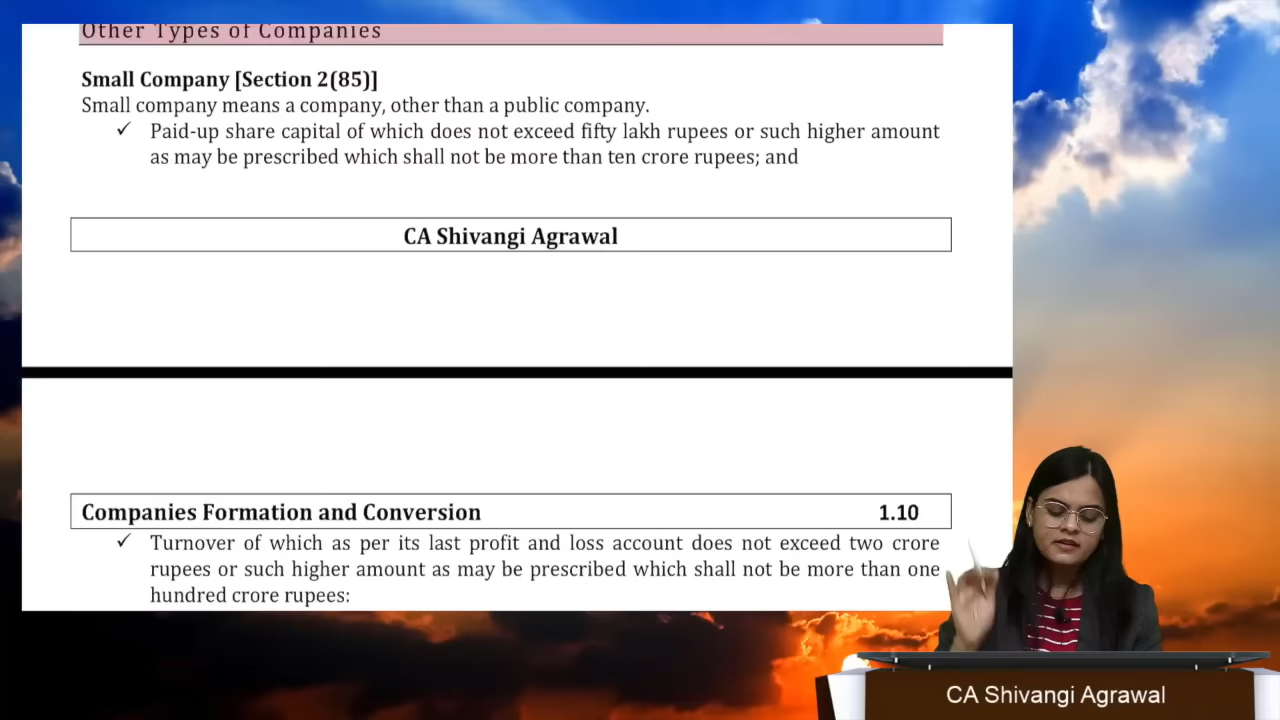 Other Types of Companies
Small Company [Section 2(85)]
Small company means a company, other than a public company.
✓ Paid-up share capital of which does not exceed fifty lakh rupees or such higher amount
as may be prescribed which shall not be more than ten crore rupees; and
CA Shivangi Agrawal
Companies Formation and Conversion 1.10
✓ Turnover of which as per its last profit and loss account does not exceed two crore
rupees or such higher amount as may be prescribed which shall not be more than one
hundred crore rupees:
CA Shivangi Agrawal